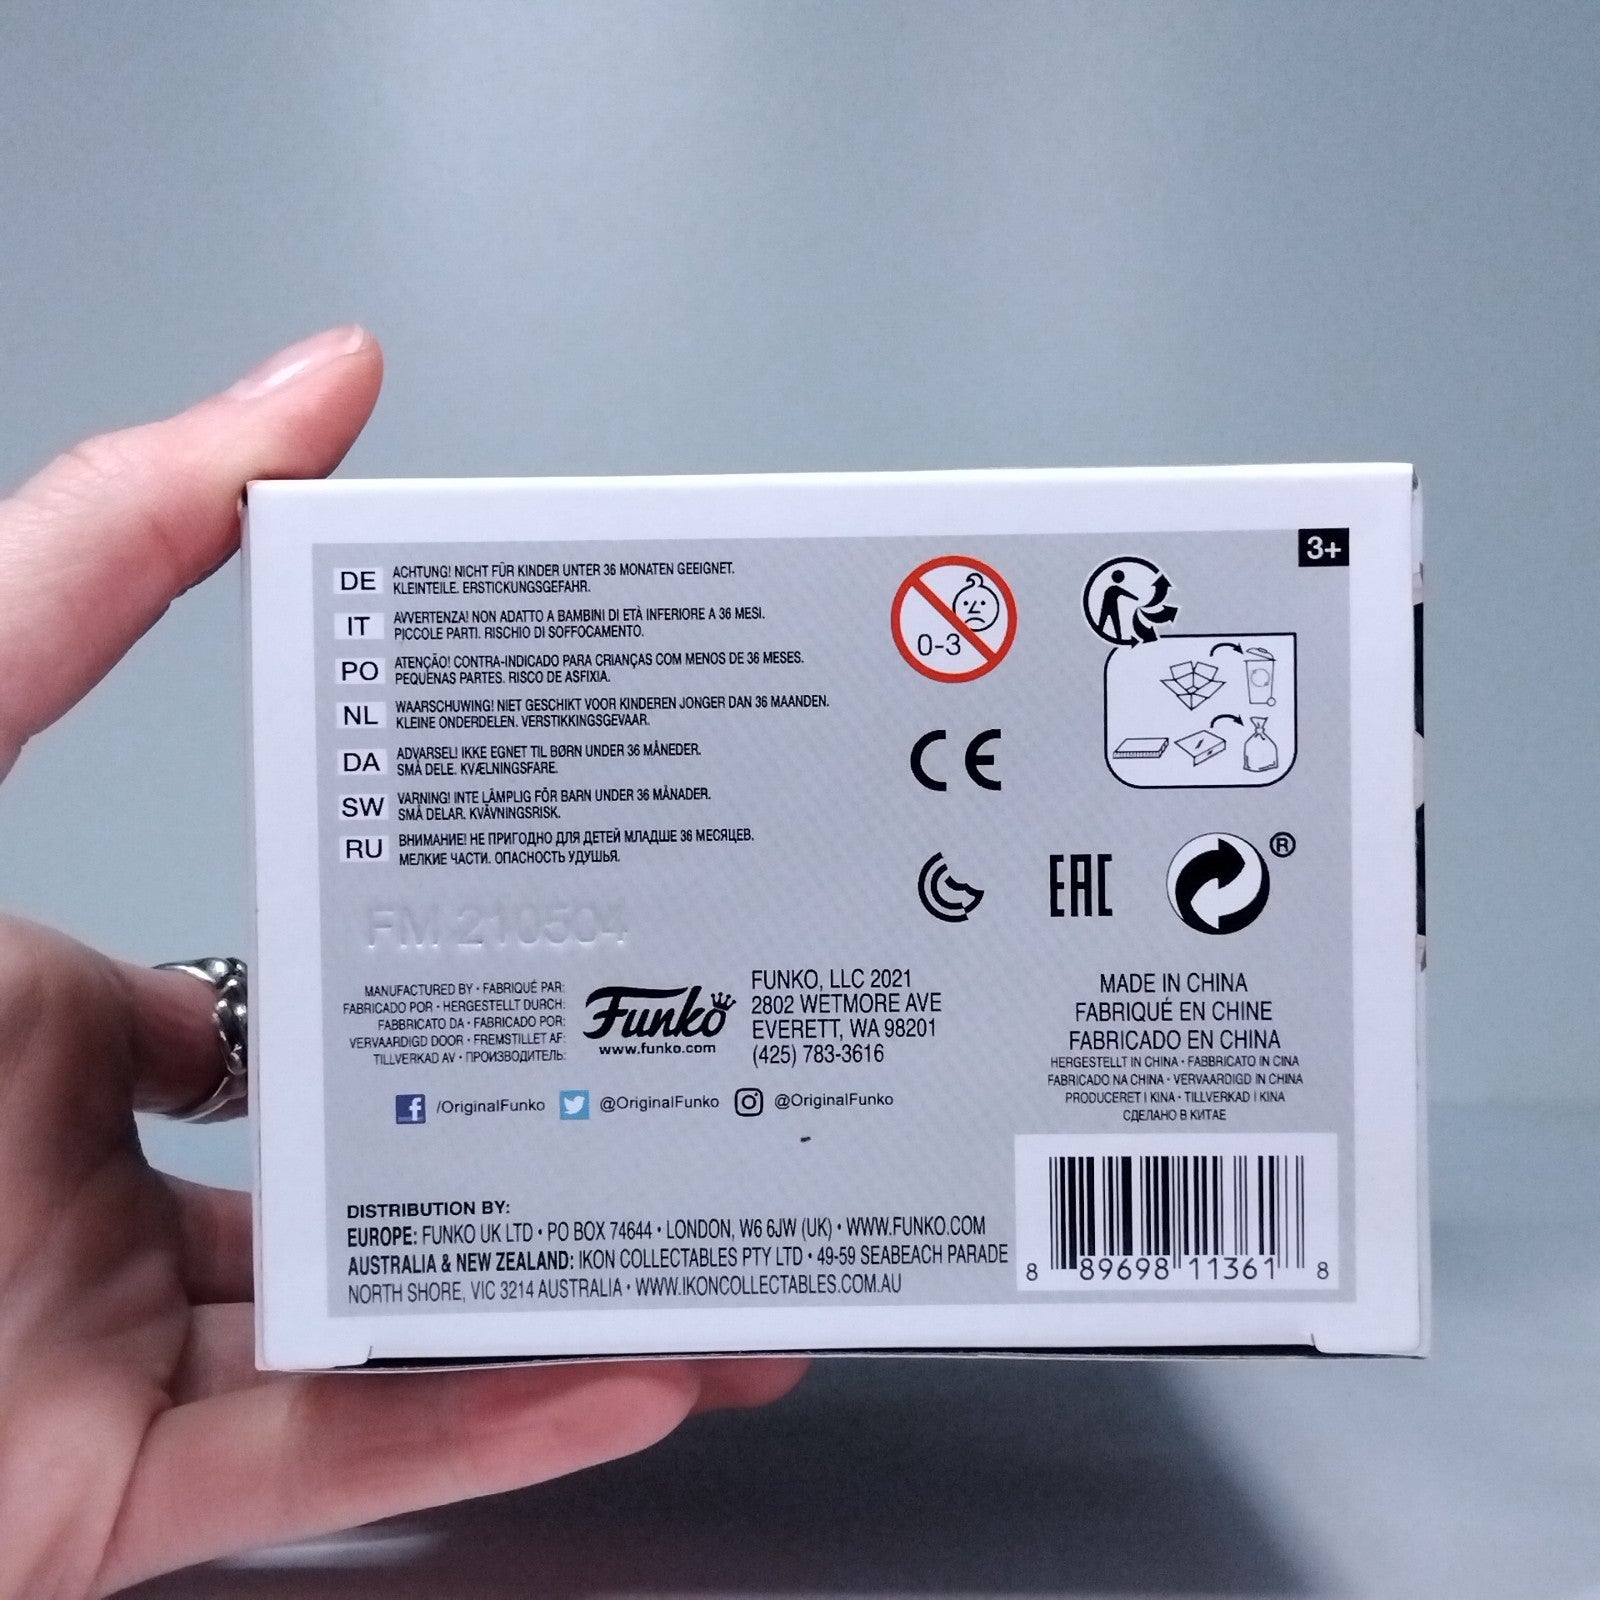 3+
DE
ACHTUNG! NICHT FÜR KINDER UNTER 36 MONATEN GEEIGNET.
KLEINTEILE. ERSTICKUNGSGEFAHR.
IT
AVVERTENZA! NON ADATTO A BAMBINI DI ETÀ INFERIORE A 36 MESI.
PICCOLE PARTI. RISCHIO DI SOFFOCAMENTO.
PO
ATENÇÃO! CONTRA-INDICADO PARA CRIANÇAS COM MENOS DE 36 MESES.
PEQUENAS PARTES. RISCO DE ASFIXIA.
NL
WAARSCHUWING! NIET GESCHIKT VOOR KINDEREN JONGER DAN 36 MAANDEN.
KLEINE ONDERDELEN. VERSTIKKINGSGEVAAR.
DA
ADVARSEL! IKKE EGNET TIL BØRN UNDER 36 MÅNEDER.
SMÅ DELE. KVÆLNINGSFARE.
SW
VARNING! INTE LÄMPLIG FÖR BARN UNDER 36 MÅNADER.
SMÅ DELAR. KVÄVNINGSRISK.
RU
ВНИМАНИЕ! НЕ ПРИГОДНО ДЛЯ ДЕТЕЙ МЛАДШЕ 36 МЕСЯЦЕВ.
МЕЛКИЕ ЧАСТИ. ОПАСНОСТЬ УДУШЬЯ.
0-3
CE
EAC
®
FM 210504
MANUFACTURED BY • FABRIQUÉ PAR:
FABRICADO POR • HERGESTELLT DURCH:
FABBRICATO DA • FABRICADO POR:
VERVAARDIGD DOOR • FREMSTILLET AF:
TILLVERKAD AV • ПРОИЗВОДИТЕЛЬ:
Funko
www.funko.com
FUNKO, LLC 2021
2802 WETMORE AVE
EVERETT, WA 98201
(425) 783-3616
MADE IN CHINA
FABRIQUÉ EN CHINE
FABRICADO EN CHINA
HERGESTELLT IN CHINA • FABBRICATO IN CINA
FABRICADO NA CHINA • VERVAARDIGD IN CHINA
PRODUCERET I KINA • TILLVERKAD I KINA
СДЕЛАНО В КИТАЕ
f /OriginalFunko @OriginalFunko @OriginalFunko
DISTRIBUTION BY:
EUROPE: FUNKO UK LTD • PO BOX 74644 • LONDON, W6 6JW (UK) • WWW.FUNKO.COM
AUSTRALIA & NEW ZEALAND: IKON COLLECTABLES PTY LTD • 49-59 SEABEACH PARADE
NORTH SHORE, VIC 3214 AUSTRALIA • WWW.IKONCOLLECTABLES.COM.AU
8 89698 11361 8